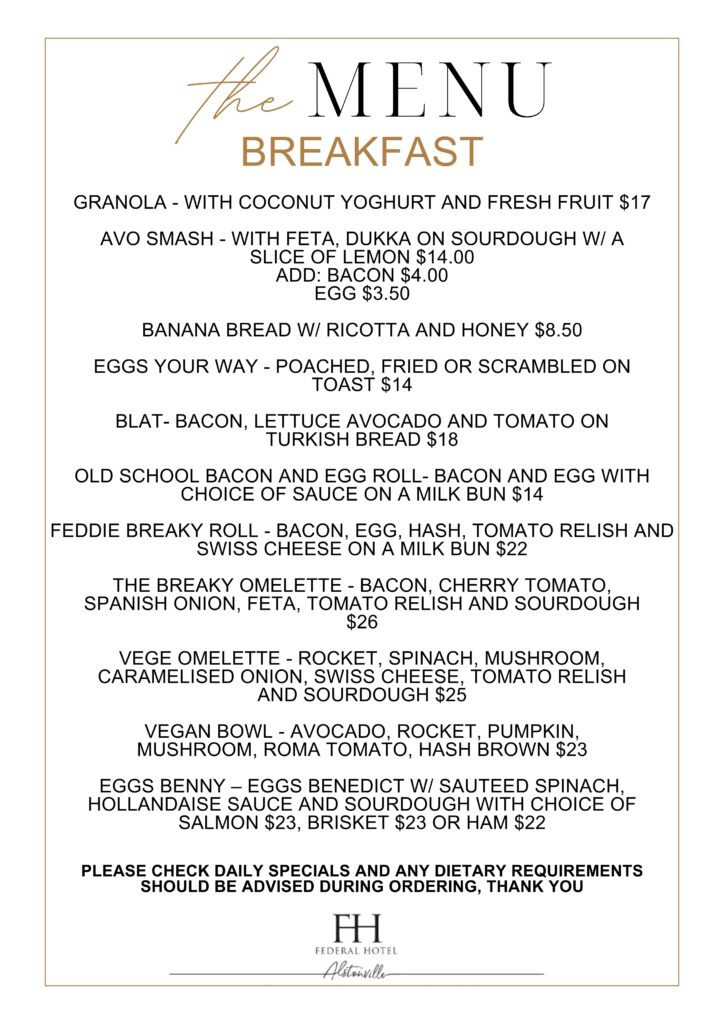 the MENU
BREAKFAST
GRANOLA - WITH COCONUT YOGHURT AND FRESH FRUIT $17
AVO SMASH - WITH FETA, DUKKA ON SOURDOUGH W/ A
SLICE OF LEMON $14.00
ADD: BACON $4.00
EGG $3.50
BANANA BREAD W/ RICOTTA AND HONEY $8.50
EGGS YOUR WAY - POACHED, FRIED OR SCRAMBLED ON
TOAST $14
BLAT- BACON, LETTUCE AVOCADO AND TOMATO ON
TURKISH BREAD $18
OLD SCHOOL BACON AND EGG ROLL- BACON AND EGG WITH
CHOICE OF SAUCE ON A MILK BUN $14
FEDDIE BREAKY ROLL - BACON, EGG, HASH, TOMATO RELISH AND
SWISS CHEESE ON A MILK BUN $22
THE BREAKY OMELETTE - BACON, CHERRY TOMATO,
SPANISH ONION, FETA, TOMATO RELISH AND SOURDOUGH
$26
VEGE OMELETTE - ROCKET, SPINACH, MUSHROOM,
CARAMELISED ONION, SWISS CHEESE, TOMATO RELISH
AND SOURDOUGH $25
VEGAN BOWL - AVOCADO, ROCKET, PUMPKIN,
MUSHROOM, ROMA TOMATO, HASH BROWN $23
EGGS BENNY – EGGS BENEDICT W/ SAUTEED SPINACH,
HOLLANDAISE SAUCE AND SOURDOUGH WITH CHOICE OF
SALMON $23, BRISKET $23 OR HAM $22
PLEASE CHECK DAILY SPECIALS AND ANY DIETARY REQUIREMENTS
SHOULD BE ADVISED DURING ORDERING, THANK YOU
FH
FEDERAL HOTEL
Alstonville